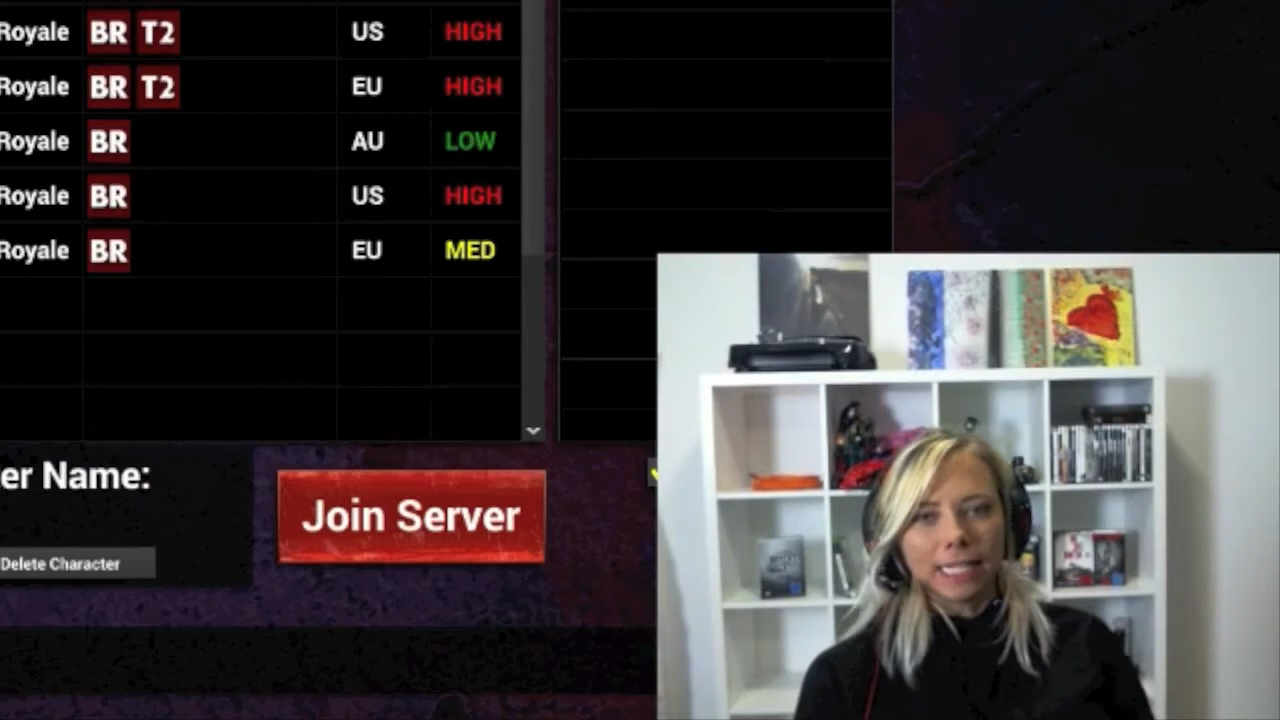 Royale BR T2 US HIGH
Royale BR T2 EU HIGH
Royale BR AU LOW
Royale BR US HIGH
Royale BR EU MED
er Name:
Join Server
Delete Character